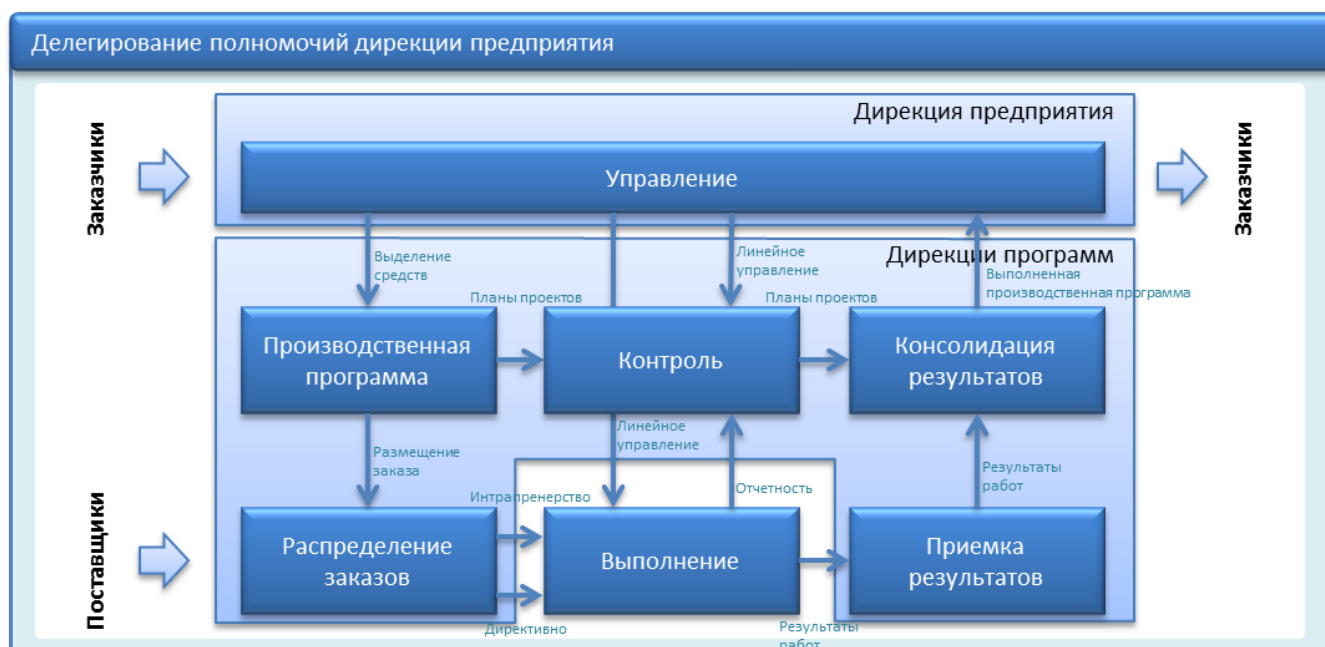 Делегирование полномочий дирекции предприятия
Заказчики
Дирекция предприятия
Управление
Заказчики
Дирекции программ
Выделение
средств
Линейное
управление
Выполненная
производственная программа
Планы проектов
Планы проектов
Производственная
программа
Контроль
Консолидация
результатов
Размещение
заказа
Линейное
управление
Результаты
работ
Интрапренерство
Отчетность
Поставщики
Распределение
заказов
Выполнение
Приемка
результатов
Директивно
Результаты
работ